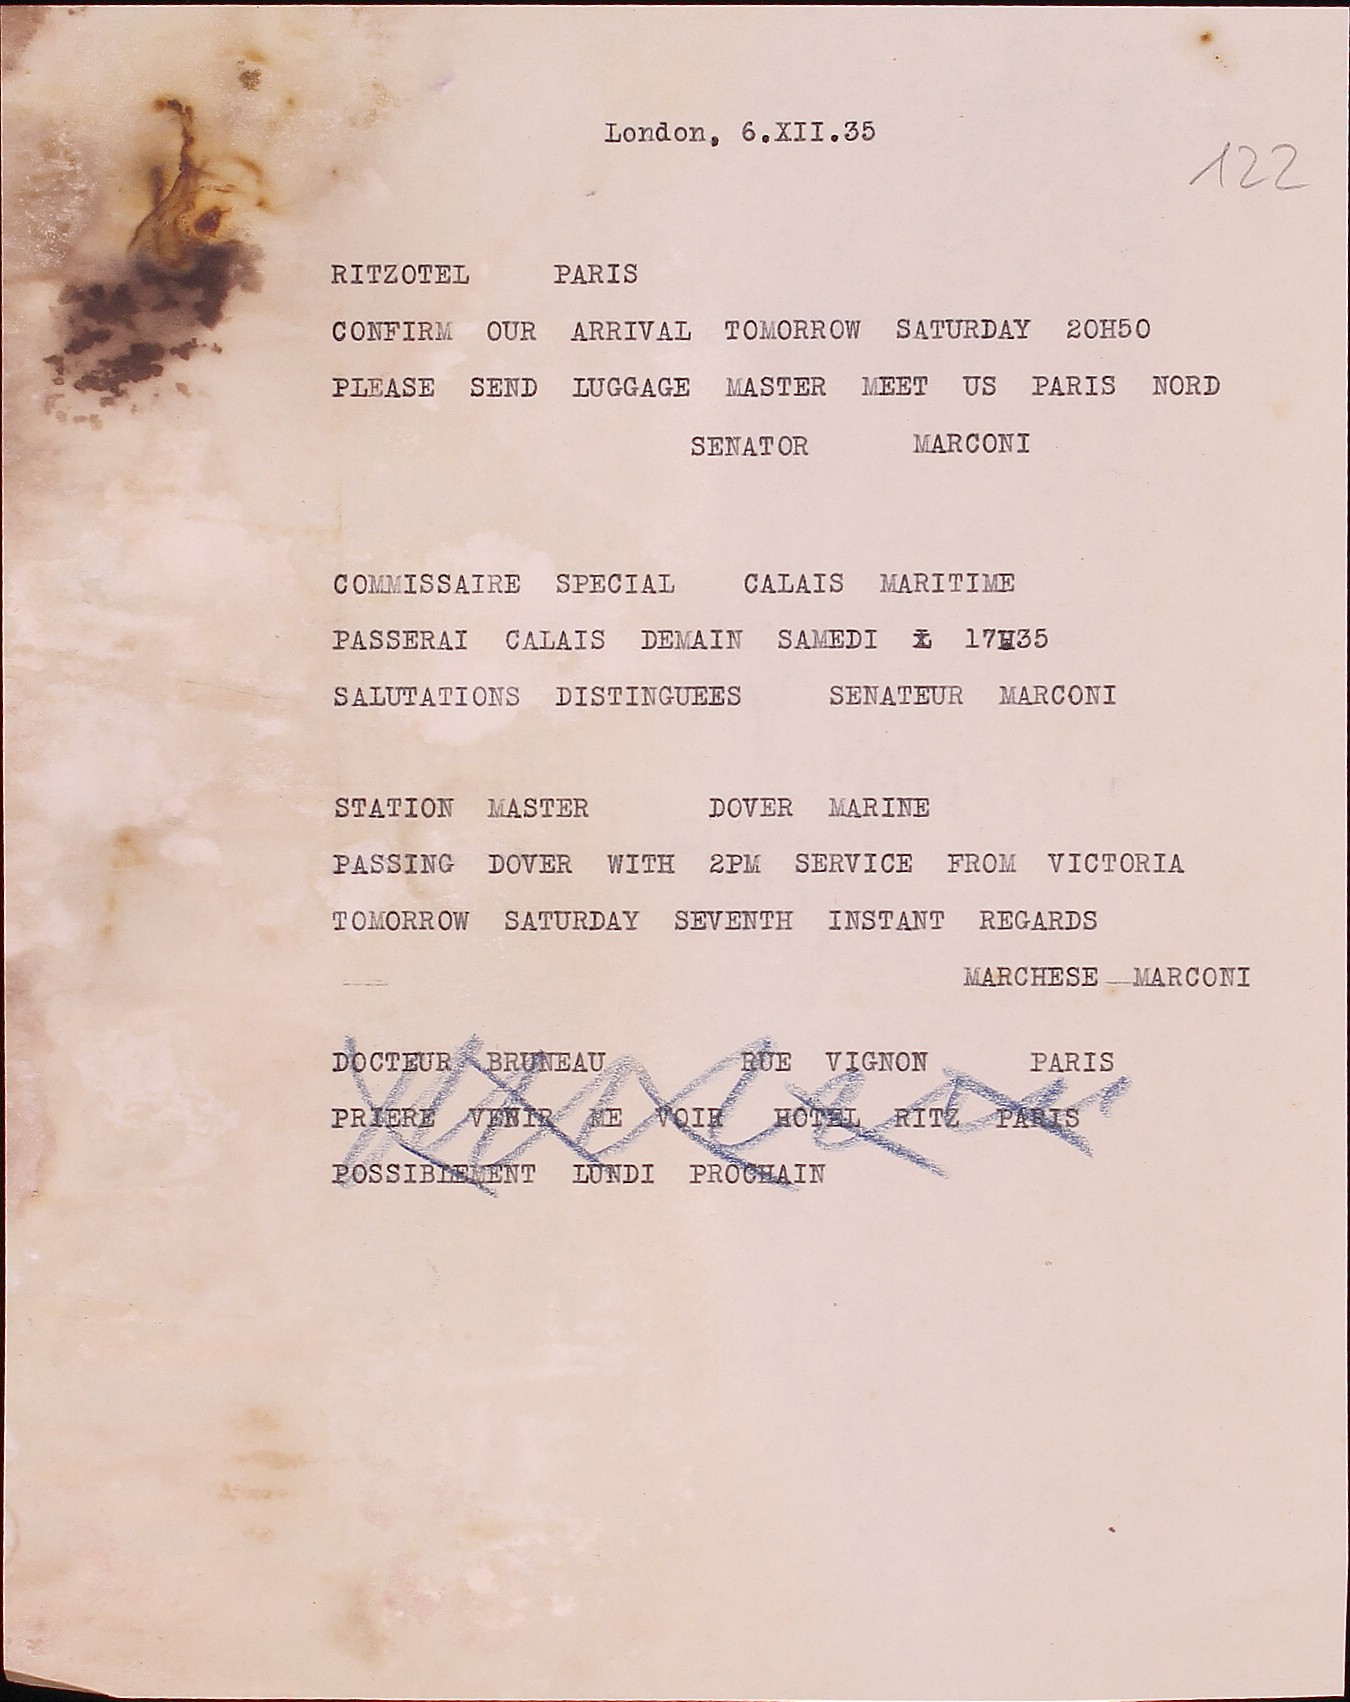 London, 6.XII.35
122
RITZOTEL PARIS
CONFIRM OUR ARRIVAL TOMORROW SATURDAY 20H50
PLEASE SEND LUGGAGE MASTER MEET US PARIS NORD
SENATOR MARCONI
COMMISSAIRE SPECIAL CALAIS MARITIME
PASSERAI CALAIS DEMAIN SAMEDI 17H35
SALUTATIONS DISTINGUEES SENATEUR MARCONI
STATION MASTER DOVER MARINE
PASSING DOVER WITH 2PM SERVICE FROM VICTORIA
TOMORROW SATURDAY SEVENTH INSTANT REGARDS
MARCHESE MARCONI
DOCTEUR BRUNEAU RUE VIGNON PARIS
PRIERE VENIR ME VOIR HOTEL RITZ PARIS
POSSIBLEMENT LUNDI PROCHAIN